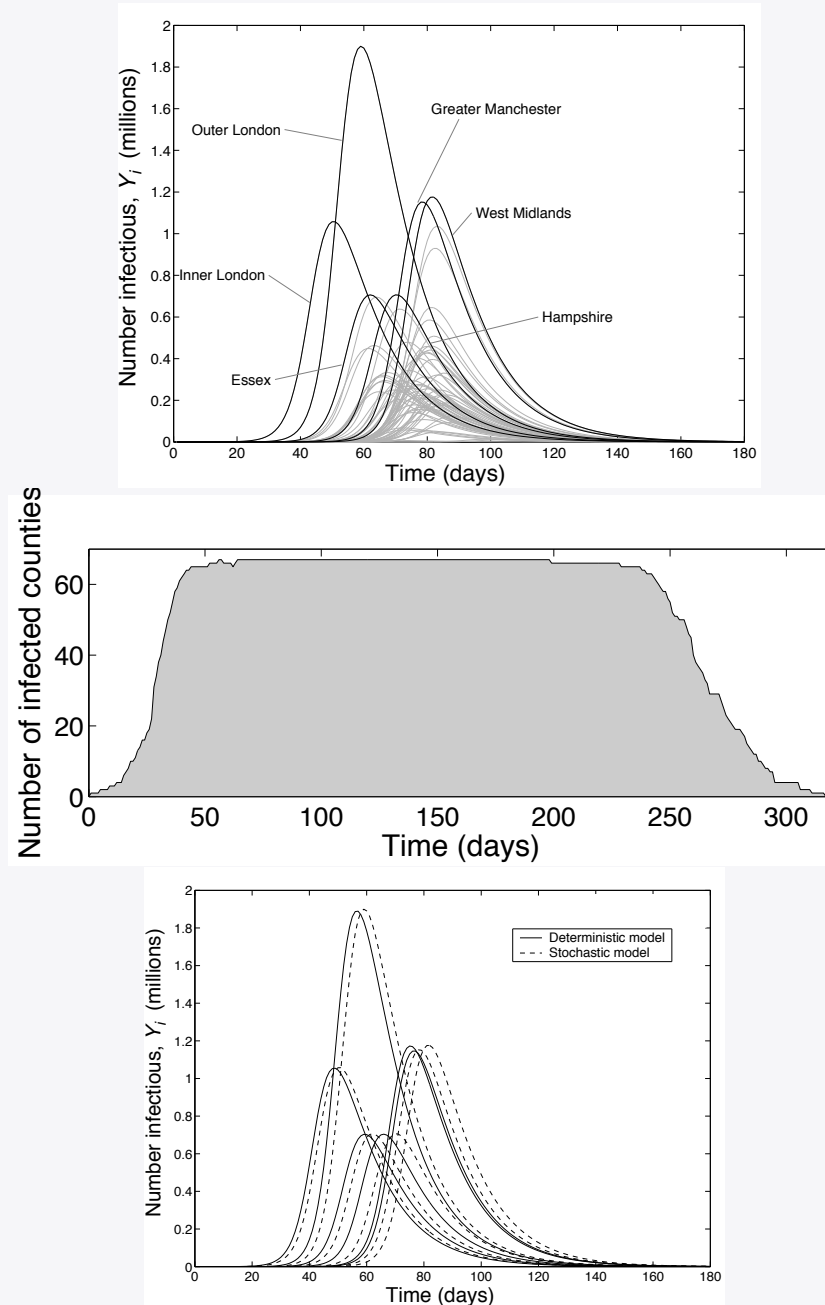 Number infectious, Y_i (millions)
2
1.8
1.6
1.4
1.2
1
0.8
0.6
0.4
0.2
0
Outer London
Greater Manchester
West Midlands
Inner London
Hampshire
Essex
0 20 40 60 80 100 120 140 160 180
Time (days)
Number of infected counties
60
40
20
0
0 50 100 150 200 250 300
Time (days)
Number infectious, Y_i (millions)
2
1.8
1.6
1.4
1.2
1
0.8
0.6
0.4
0.2
0
Deterministic model
Stochastic model
0 20 40 60 80 100 120 140 160 180
Time (days)